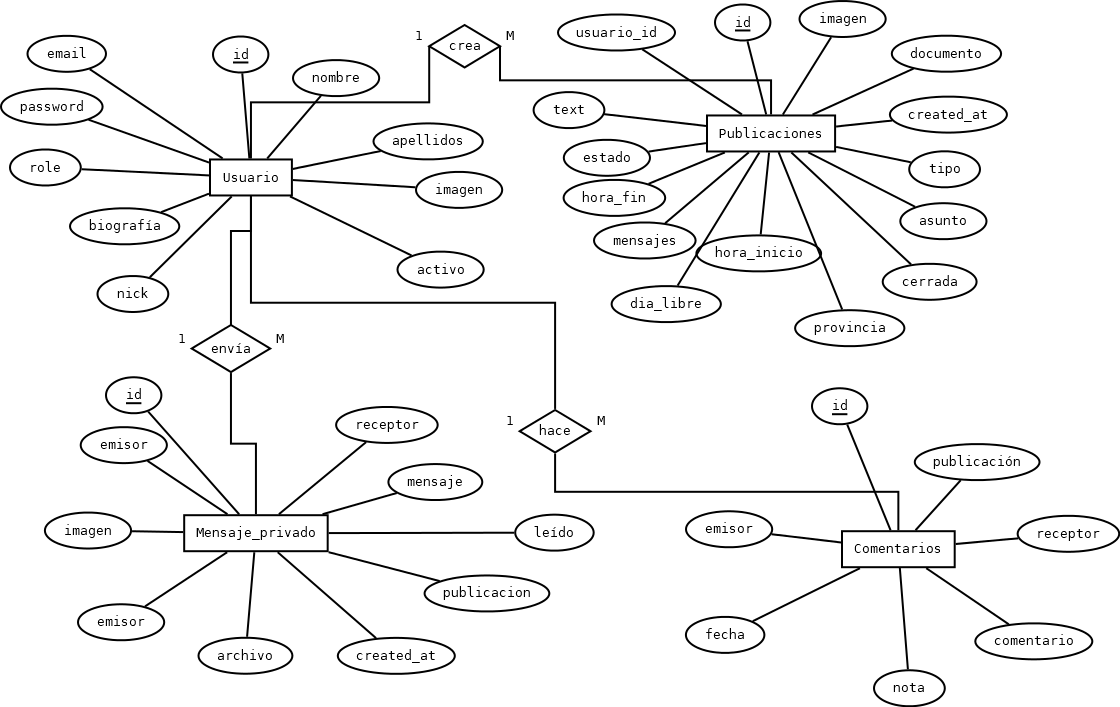 email
id
nombre
password
role
apellidos
imagen
Usuario
biografía
nick
activo
1
crea
M
usuario_id
id
imagen
documento
text
created_at
Publicaciones
estado
tipo
hora_fin
asunto
mensajes
hora_inicio
cerrada
dia_libre
provincia
1
envía
M
1
hace
M
id
emisor
receptor
mensaje
imagen
Mensaje_privado
leído
publicacion
emisor
archivo
created_at
id
publicación
emisor
receptor
Comentarios
fecha
comentario
nota